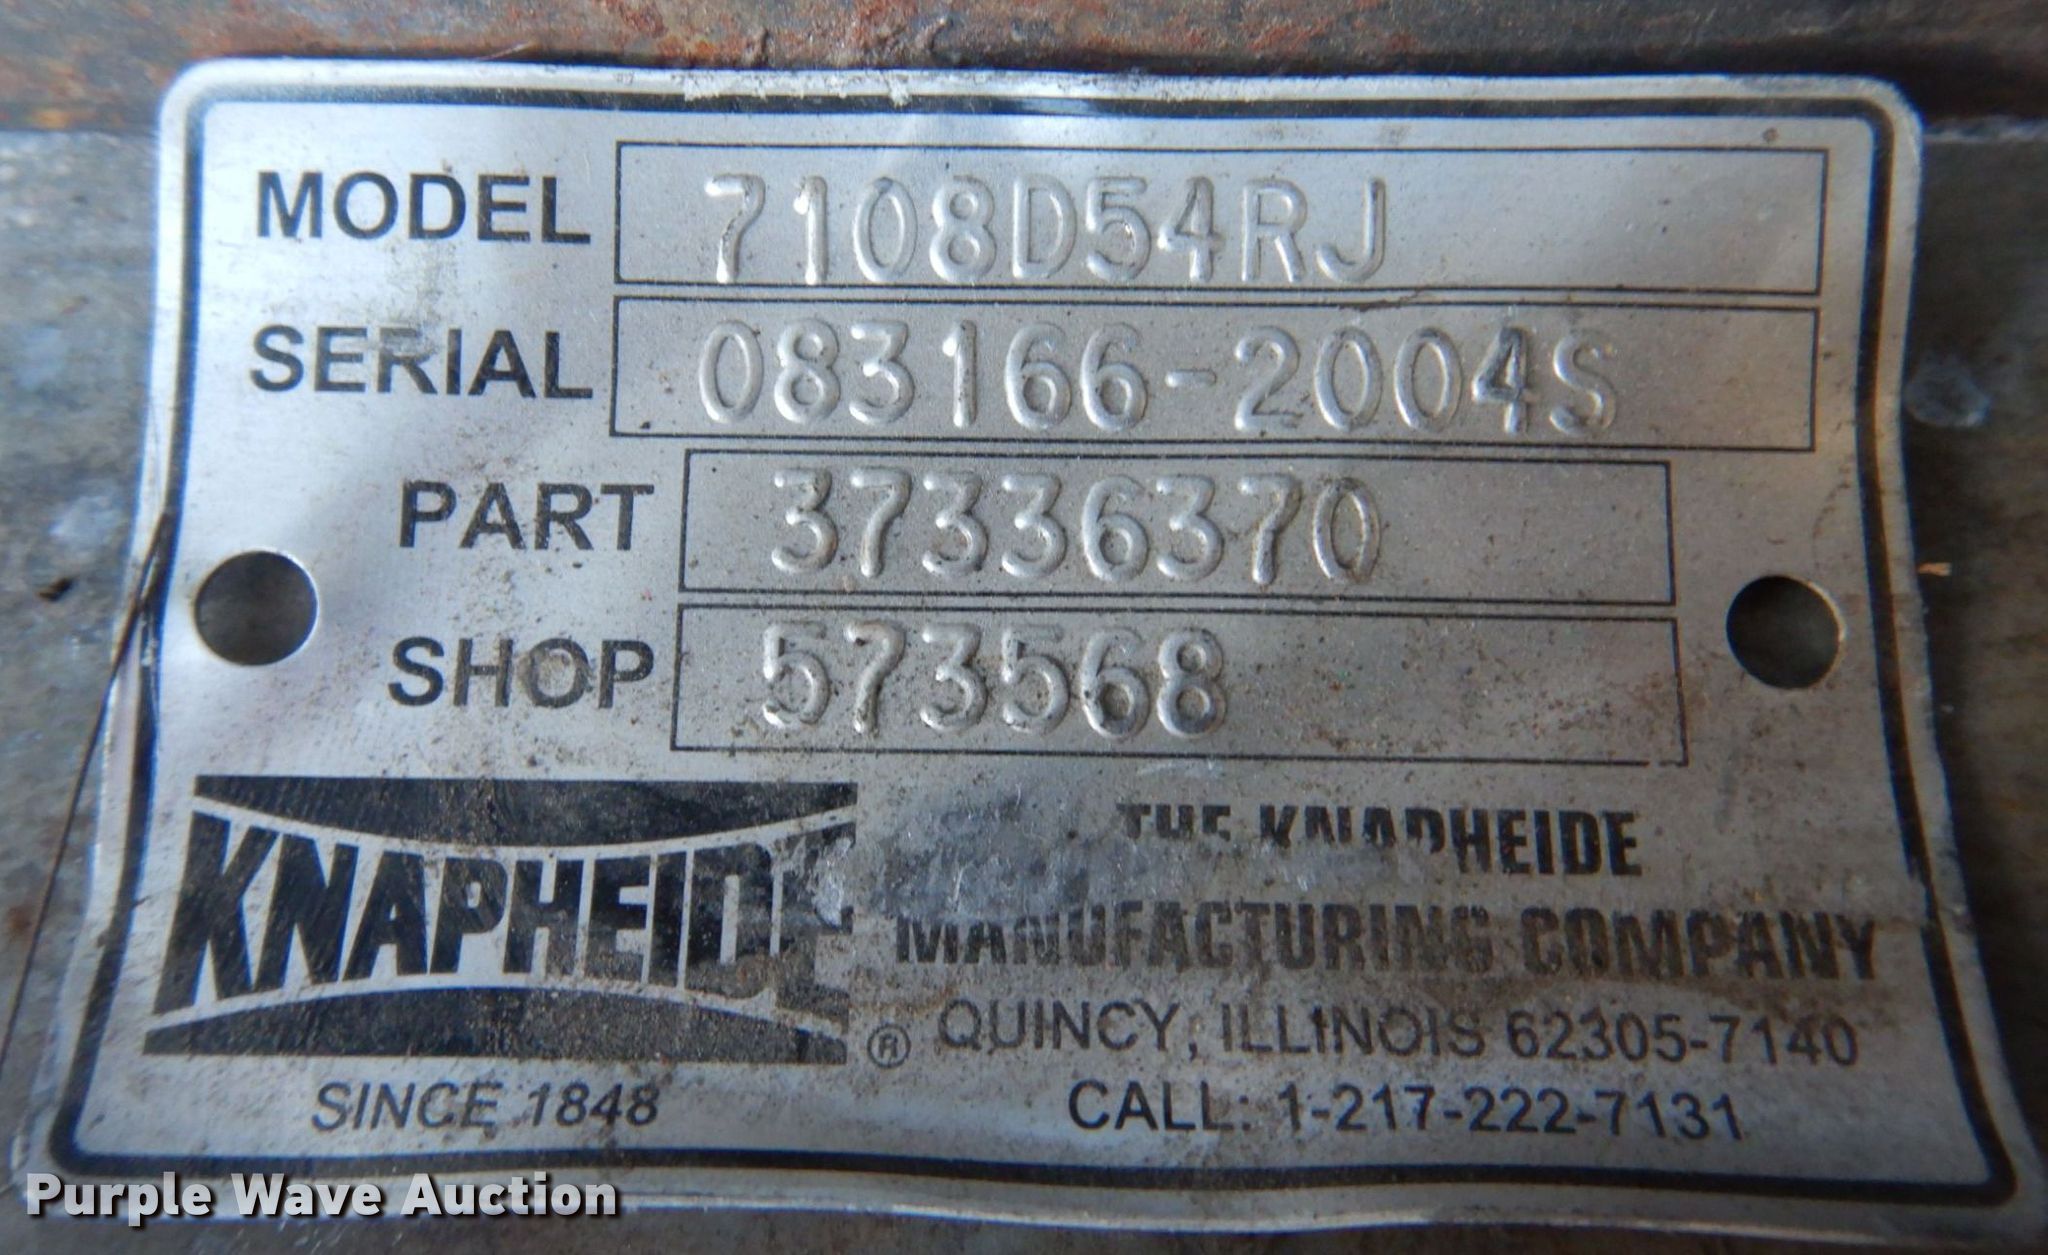 MODEL 7108D54RJ
SERIAL 083166-2004S
PART 37336370
SHOP 573568
KNAPHEIDE
®
SINCE 1848
THE KNAPHEIDE
MANUFACTURING COMPANY
QUINCY, ILLINOIS 62305-7140
CALL: 1-217-222-7131
Purple Wave Auction